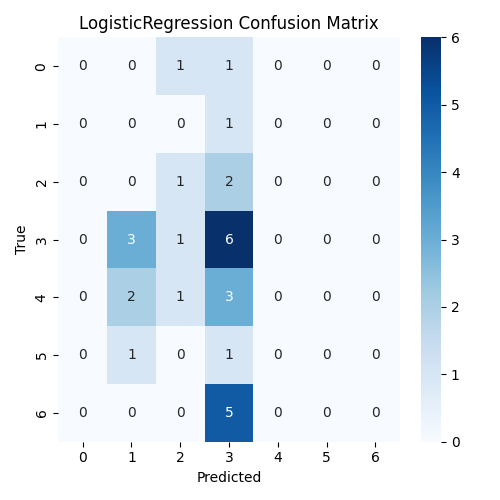 LogisticRegression Confusion Matrix
0 0 0 1 1 0 0 0
1 0 0 0 1 0 0 0
2 0 0 1 2 0 0 0
3 0 3 1 6 0 0 0
4 0 2 1 3 0 0 0
5 0 1 0 1 0 0 0
6 0 0 0 5 0 0 0
0 1 2 3 4 5 6
True
Predicted
6
5
4
3
2
1
0